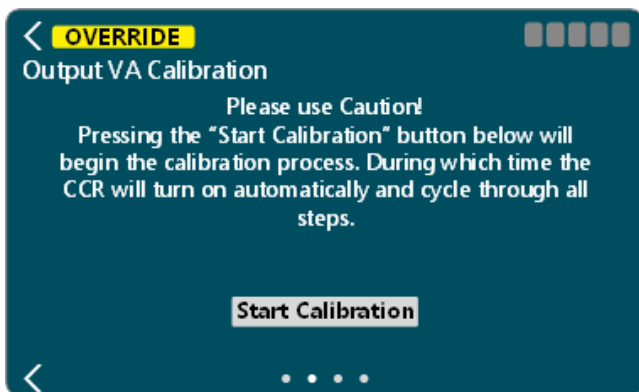 OVERRIDE
Output VA Calibration
Please use Caution!
Pressing the "Start Calibration" button below will
begin the calibration process. During which time the
CCR will turn on automatically and cycle through all
steps.
Start Calibration